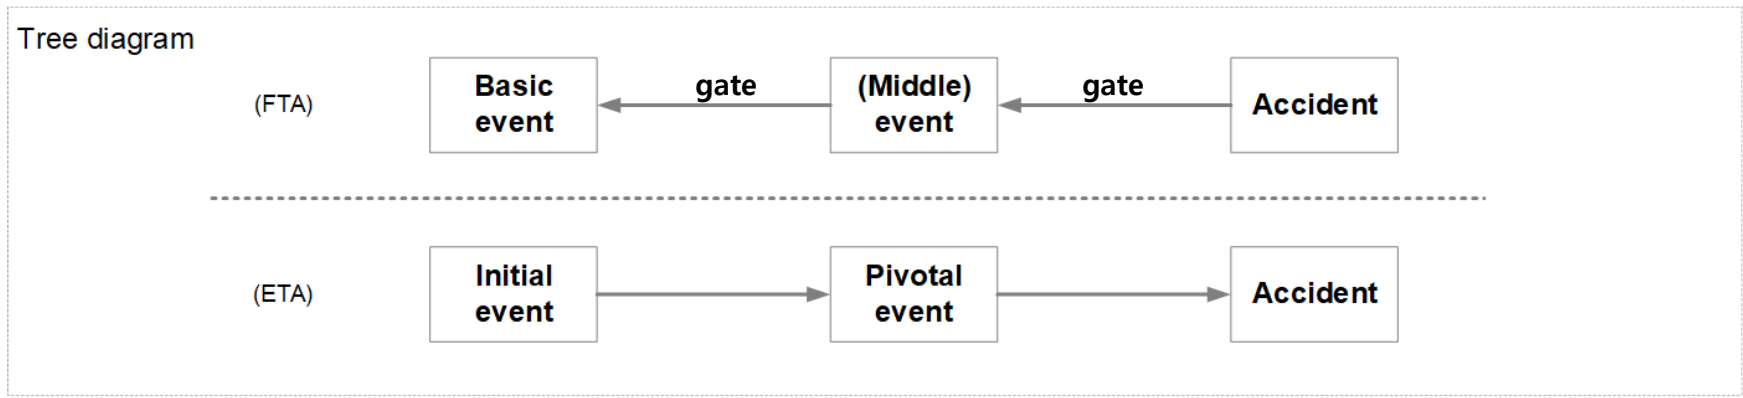 Tree diagram
(FTA)
Basic
event
gate
(Middle)
event
gate
Accident
(ETA)
Initial
event
Pivotal
event
Accident